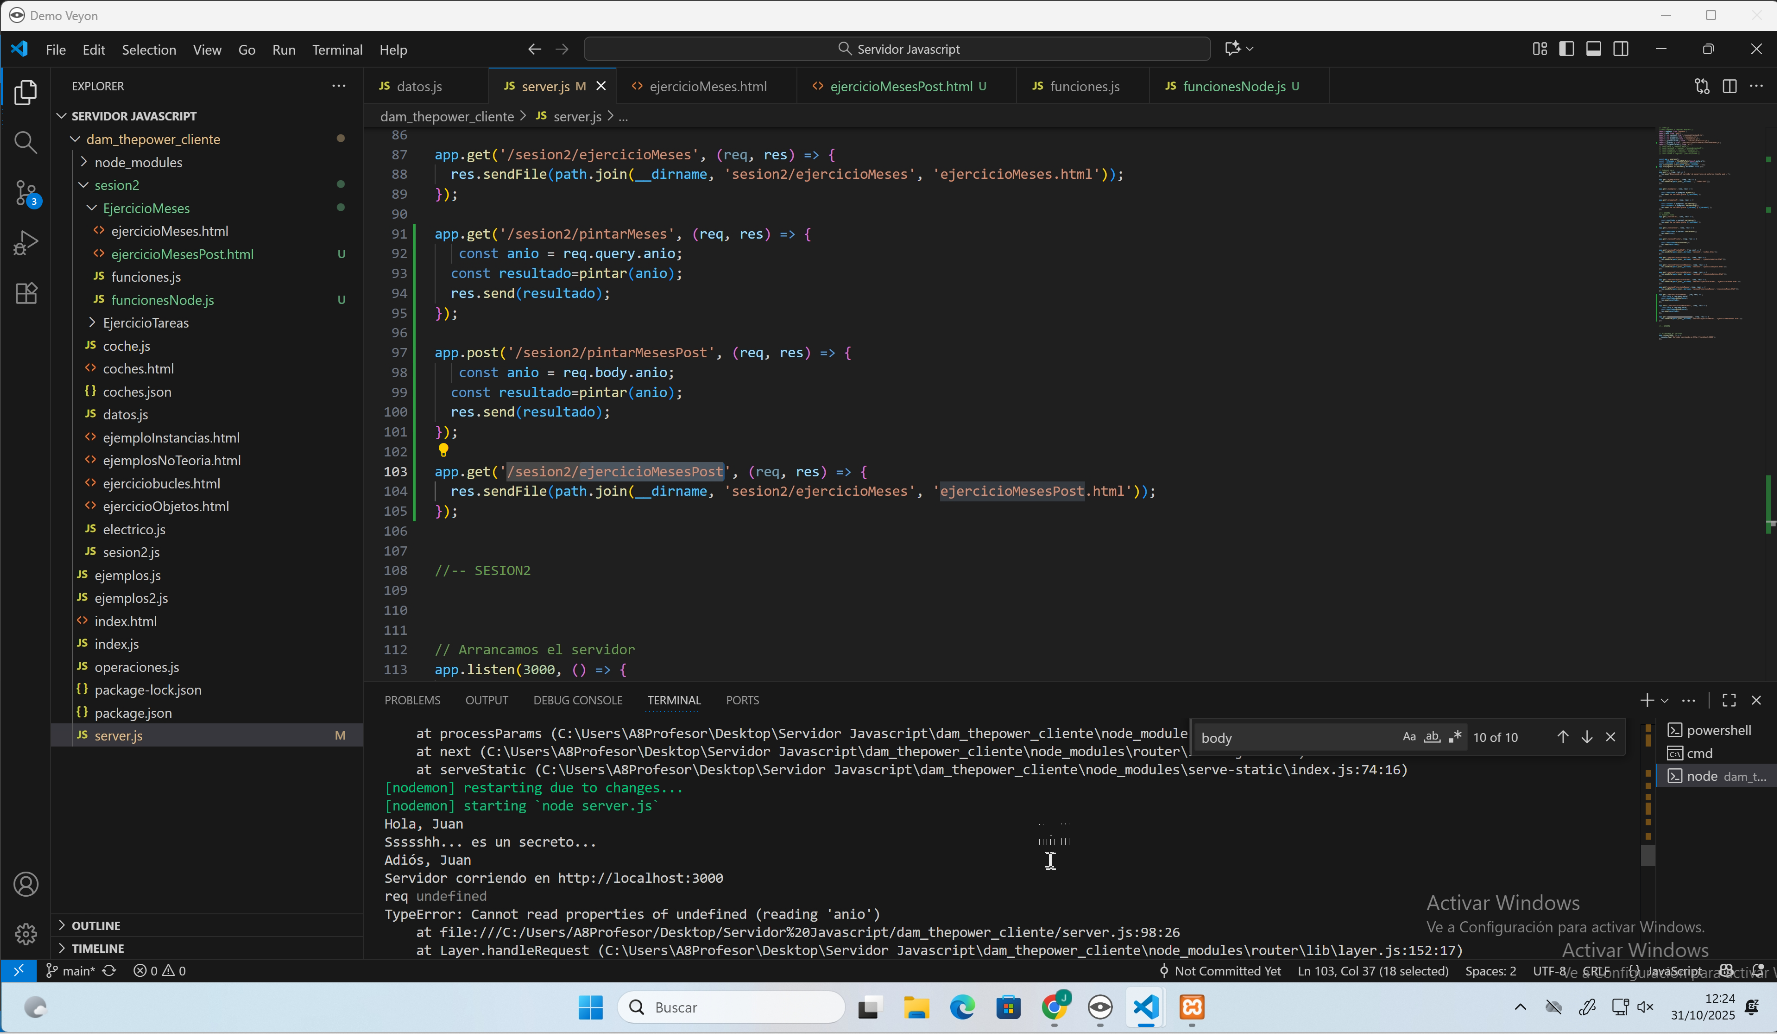 Demo Veyon
File Edit Selection View Go Run Terminal Help
Servidor Javascript
EXPLORER
SERVIDOR JAVASCRIPT
dam_thepower_cliente
node_modules
sesion2
EjercicioMeses
ejercicioMeses.html
ejercicioMesesPost.html U
funciones.js
funcionesNode.js U
EjercicioTareas
coche.js
coches.html
coches.json
datos.js
ejemploInstancias.html
ejemplosNoTeoria.html
ejerciciobucles.html
ejercicioObjetos.html
electrico.js
sesion2.js
ejemplos.js
ejemplos2.js
index.html
index.js
operaciones.js
package-lock.json
package.json
server.js M
OUTLINE
TIMELINE
3
datos.js
server.js M
ejercicioMeses.html
ejercicioMesesPost.html U
funciones.js
funcionesNode.js U
dam_thepower_cliente > JS server.js > ...
86
87 app.get('/sesion2/ejercicioMeses', (req, res) => {
88 res.sendFile(path.join(__dirname, 'sesion2/ejercicioMeses', 'ejercicioMeses.html'));
89 });
90
91 app.get('/sesion2/pintarMeses', (req, res) => {
92 const anio = req.query.anio;
93 const resultado=pintar(anio);
94 res.send(resultado);
95 });
96
97 app.post('/sesion2/pintarMesesPost', (req, res) => {
98 const anio = req.body.anio;
99 const resultado=pintar(anio);
100 res.send(resultado);
101 });
102
103 app.get('/sesion2/ejercicioMesesPost', (req, res) => {
104 res.sendFile(path.join(__dirname, 'sesion2/ejercicioMeses', 'ejercicioMesesPost.html'));
105 });
106
107
108 //-- SESION2
109
110
111
112 // Arrancamos el servidor
113 app.listen(3000, () => {
PROBLEMS OUTPUT DEBUG CONSOLE TERMINAL PORTS
body Aa ab 10 of 10
at processParams (C:\Users\A8Profesor\Desktop\Servidor Javascript\dam_thepower_cliente\node_module
at next (C:\Users\A8Profesor\Desktop\Servidor Javascript\dam_thepower_cliente\node_modules\router\
at serveStatic (C:\Users\A8Profesor\Desktop\Servidor Javascript\dam_thepower_cliente\node_modules\serve-static\index.js:74:16)
[nodemon] restarting due to changes...
[nodemon] starting `node server.js`
Hola, Juan
Ssssshh... es un secreto...
Adiós, Juan
Servidor corriendo en http://localhost:3000
req undefined
TypeError: Cannot read properties of undefined (reading 'anio')
at file:///C:/Users/A8Profesor/Desktop/Servidor%20Javascript/dam_thepower_cliente/server.js:98:26
at Layer.handleRequest (C:\Users\A8Profesor\Desktop\Servidor Javascript\dam_thepower_cliente\node_modules\router\lib\layer.js:152:17)
powershell
cmd
node dam_t...
Activar Windows
Ve a Configuración para activar Windows.
Activar Windows
main* 0 0 Not Committed Yet Ln 103, Col 37 (18 selected) Spaces: 2 UTF-8 CRLF JavaScript
Buscar
12:24
31/10/2025